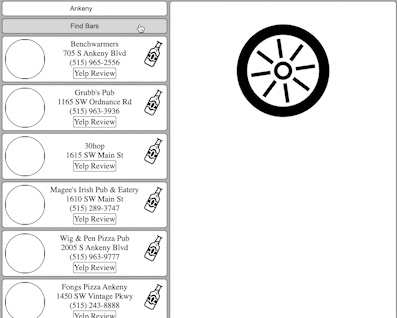 Ankeny
Find Bars
Benchwarmers
705 S Ankeny Blvd
(515) 965-2556
Yelp Review
Grubb's Pub
1165 SW Ordnance Rd
(515) 963-3936
Yelp Review
30hop
1615 SW Main St
Yelp Review
Magee's Irish Pub & Eatery
1610 SW Main St
(515) 289-3747
Yelp Review
Wig & Pen Pizza Pub
2005 S Ankeny Blvd
(515) 963-9777
Yelp Review
Fongs Pizza Ankeny
1450 SW Vintage Pkwy
(515) 243-8888
Yelp Review